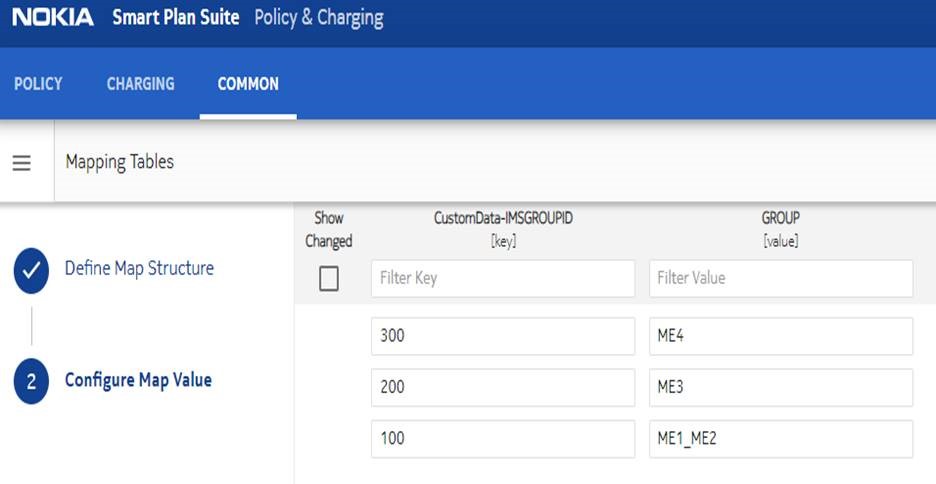 NOKIA Smart Plan Suite Policy & Charging
POLICY CHARGING COMMON
Mapping Tables
Show Changed
CustomData-IMSGROUPID
[key]
GROUP
[value]
Define Map Structure
Filter Key Filter Value
300 ME4
2 Configure Map Value
200 ME3
100 ME1_ME2